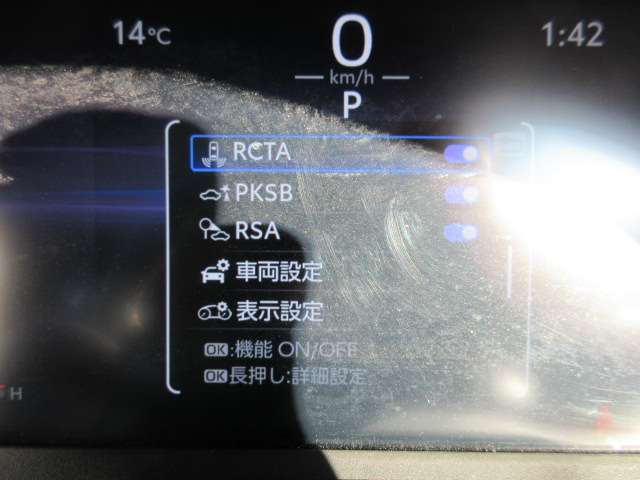 14℃
0
1:42
km/h
P
RCTA
PKSB
RSA
車両設定
表示設定
OK:機能 ON/OFF
OK長押し:詳細設定
H